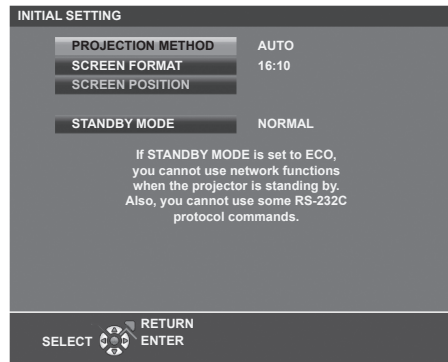 INITIAL SETTING
PROJECTION METHOD AUTO
SCREEN FORMAT 16:10
SCREEN POSITION
STANDBY MODE NORMAL
If STANDBY MODE is set to ECO,
you cannot use network functions
when the projector is standing by.
Also, you cannot use some RS-232C
protocol commands.
RETURN
SELECT ENTER